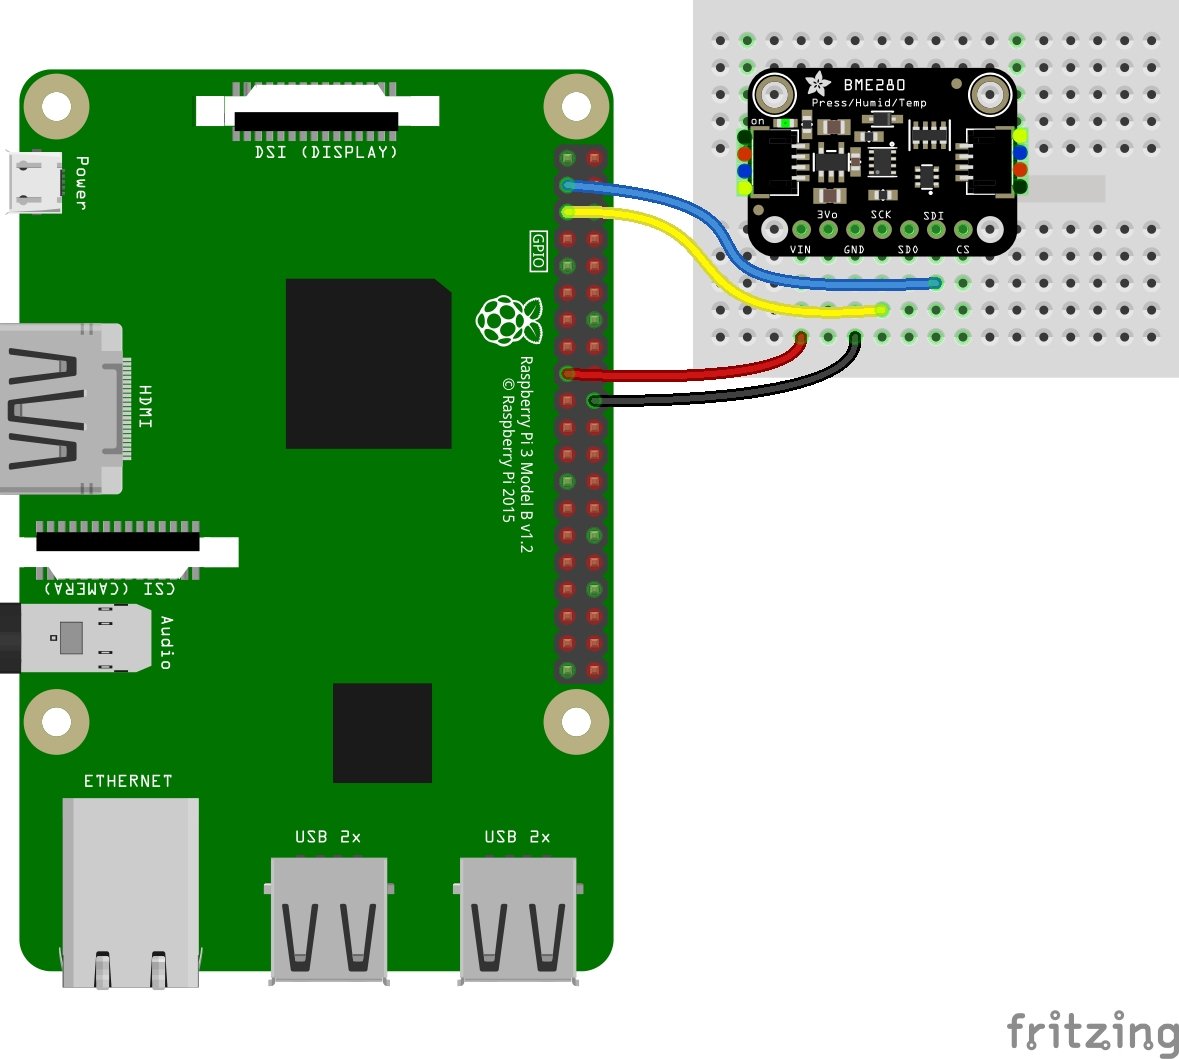 DSI (DISPLAY)
Power
GPIO
HDMI
Raspberry Pi 3 Model B v1.2
© Raspberry Pi 2015
CSI (CAMERA)
Audio
ETHERNET
USB 2x
USB 2x
BME280
Press/Humid/Temp
on
3Vo
SCK
SDI
VIN
GND
SDO
CS
fritzing